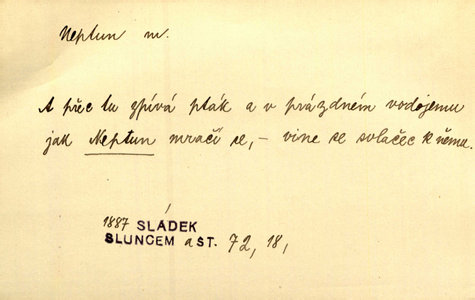 Neptun m.
A přec tu zpívá pták a v prázdném vodojemu
jak Neptun mračí se, – vine se svlačec k němu.
1887 SLÁDEK
SLUNCEM a ST. 72, 18,